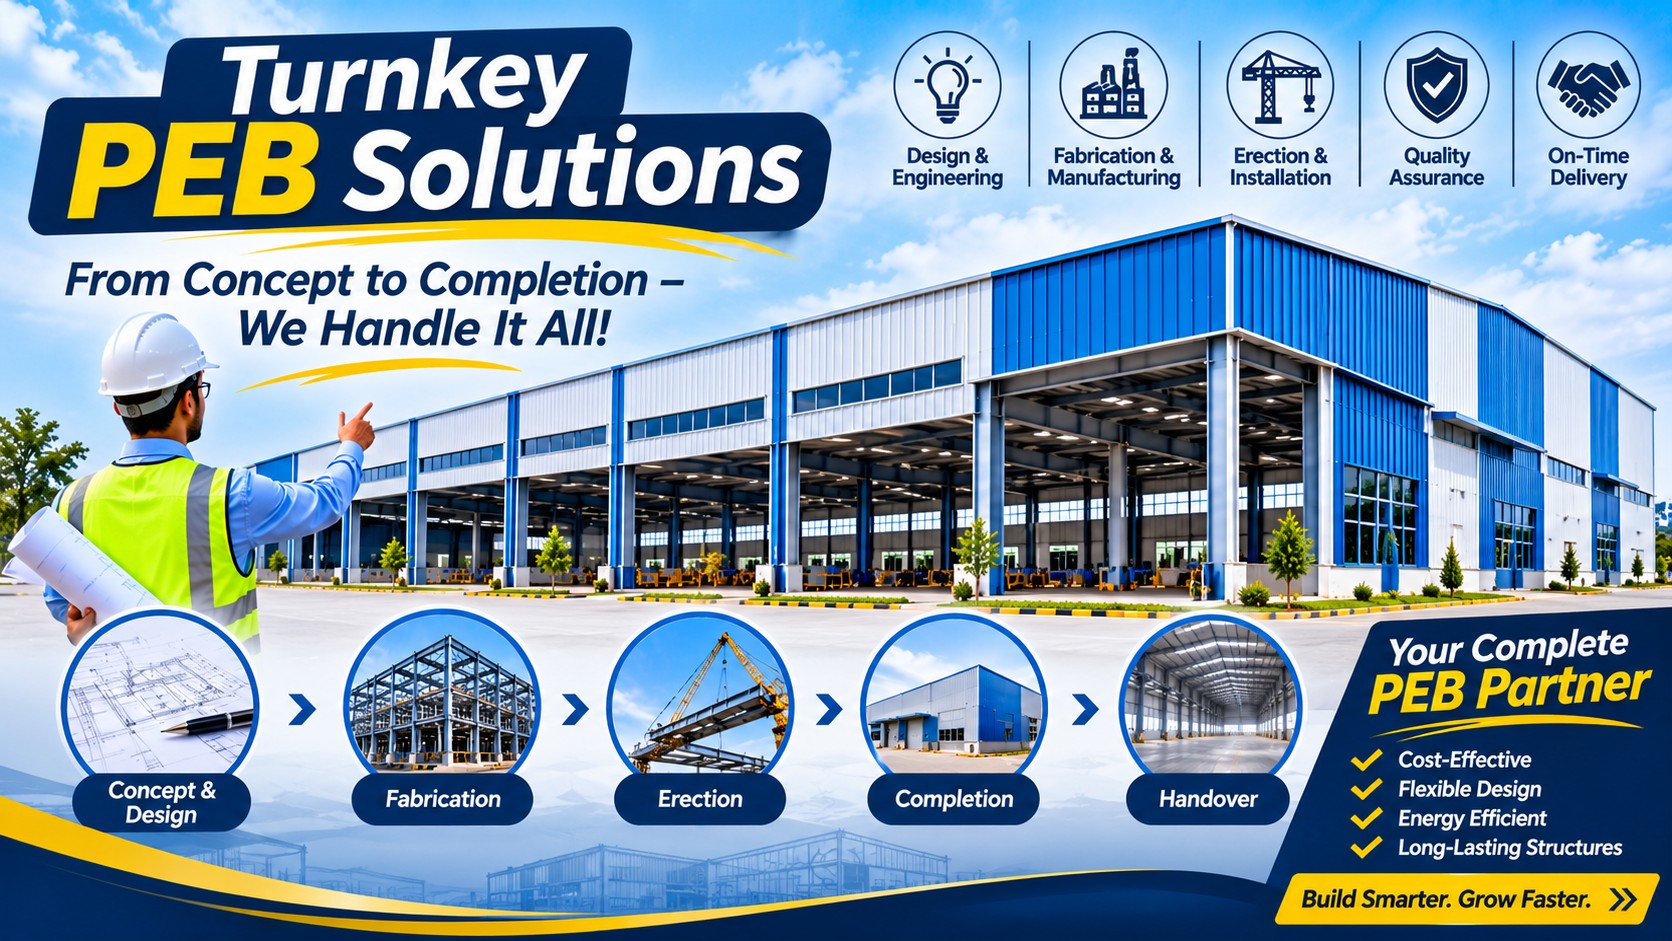 Turnkey
PEB Solutions
From Concept to Completion –
We Handle It All!
Design &
Engineering
Fabrication &
Manufacturing
Erection &
Installation
Quality
Assurance
On-Time
Delivery
Concept &
Design
Fabrication
Erection
Completion
Handover
Your Complete
PEB Partner
Cost-Effective
Flexible Design
Energy Efficient
Long-Lasting Structures
Build Smarter. Grow Faster.